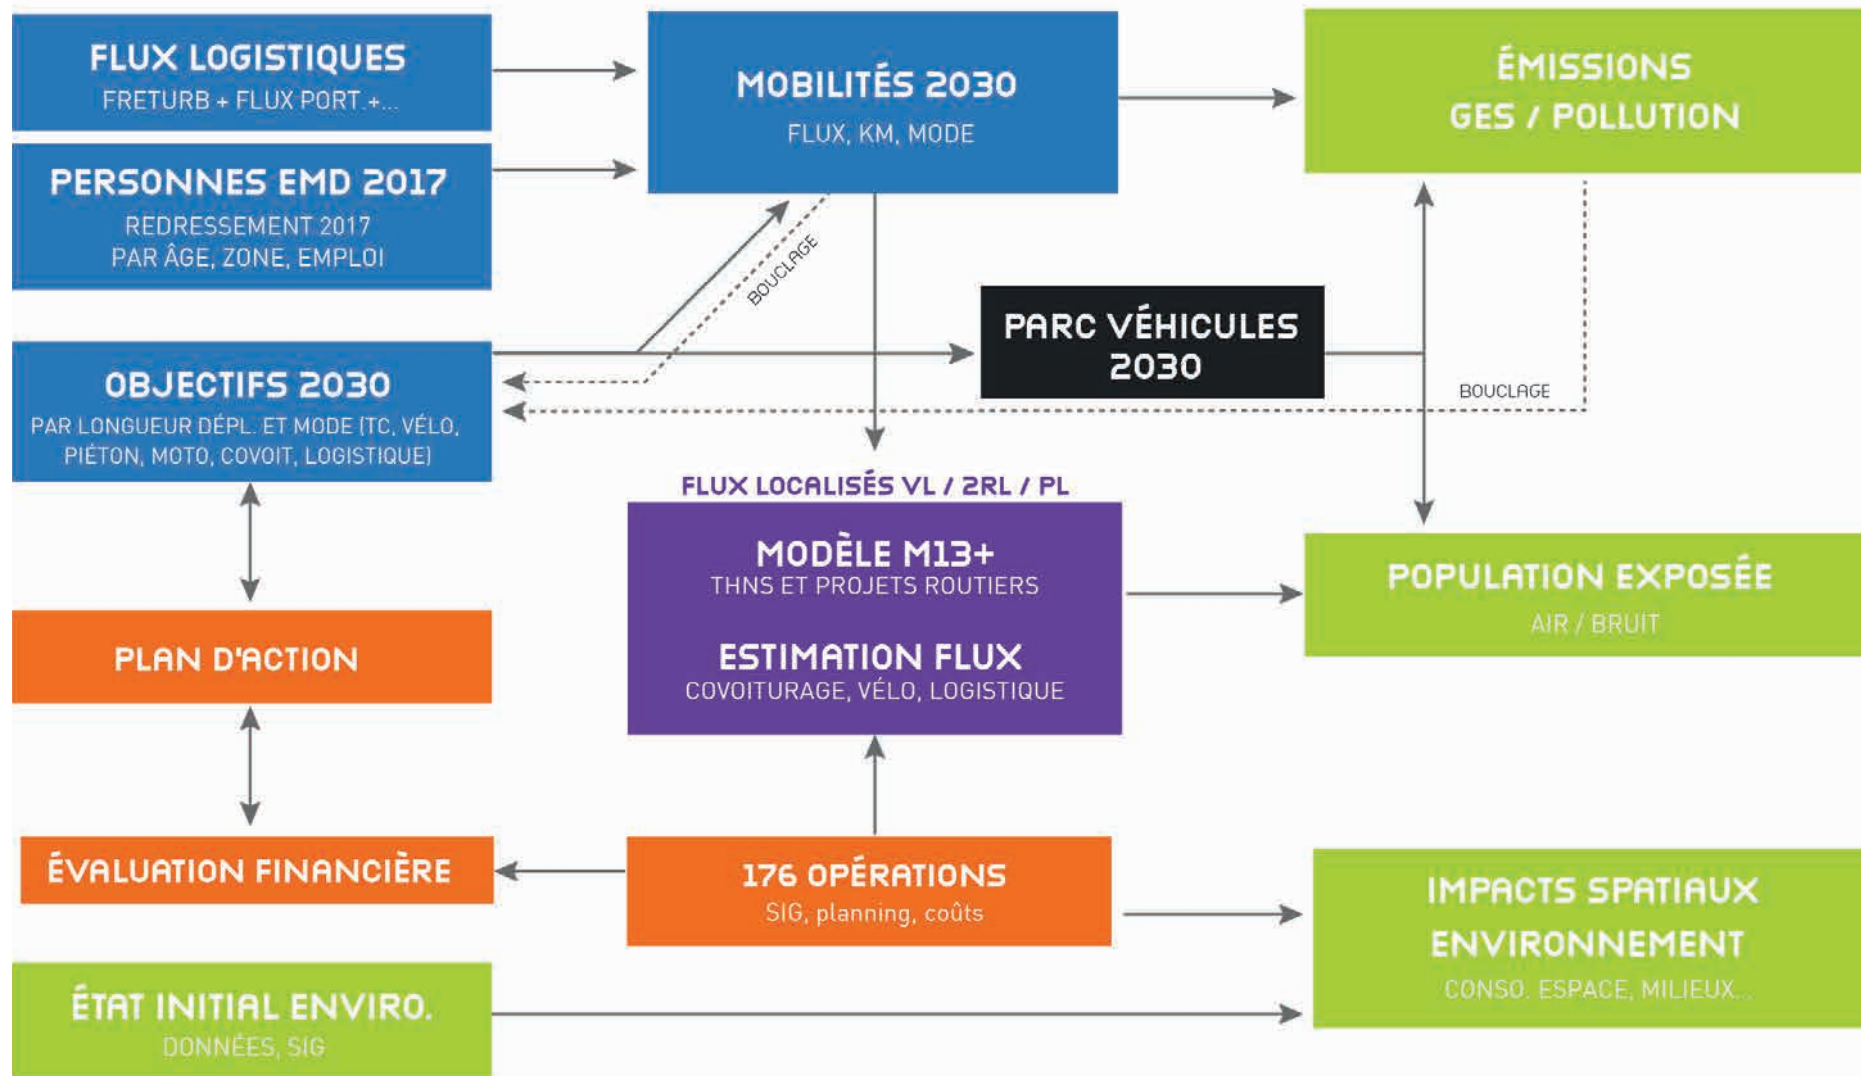 FLUX LOGISTIQUES
FRETURB + FLUX PORT.+...
PERSONNES EMD 2017
REDRESSEMENT 2017
PAR ÂGE, ZONE, EMPLOI
MOBILITÉS 2030
FLUX, KM, MODE
ÉMISSIONS
GES / POLLUTION
BOUCLAGE
PARC VÉHICULES
2030
BOUCLAGE
OBJECTIFS 2030
PAR LONGUEUR DÉPL. ET MODE (TC, VÉLO,
PIÉTON, MOTO, COVOIT, LOGISTIQUE)
FLUX LOCALISÉS VL / 2RL / PL
MODÈLE M13+
THNS ET PROJETS ROUTIERS
ESTIMATION FLUX
COVOITURAGE, VÉLO, LOGISTIQUE
POPULATION EXPOSÉE
AIR / BRUIT
PLAN D'ACTION
ÉVALUATION FINANCIÈRE
176 OPÉRATIONS
SIG, planning, coûts
IMPACTS SPATIAUX
ENVIRONNEMENT
CONSO. ESPACE, MILIEUX...
ÉTAT INITIAL ENVIRO.
DONNÉES, SIG